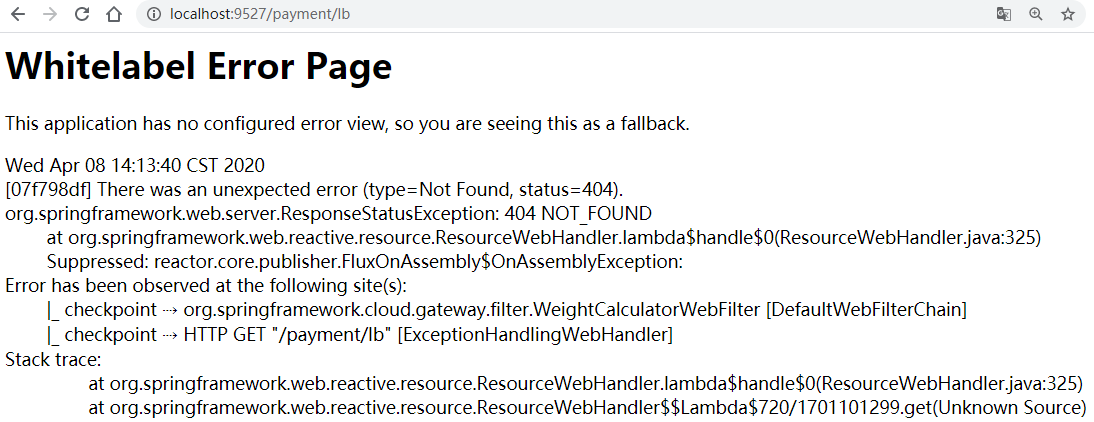 localhost:9527/payment/lb
Whitelabel Error Page
This application has no configured error view, so you are seeing this as a fallback.
Wed Apr 08 14:13:40 CST 2020
[07f798df] There was an unexpected error (type=Not Found, status=404).
org.springframework.web.server.ResponseStatusException: 404 NOT_FOUND
at org.springframework.web.reactive.resource.ResourceWebHandler.lambda$handle$0(ResourceWebHandler.java:325)
Suppressed: reactor.core.publisher.FluxOnAssembly$OnAssemblyException:
Error has been observed at the following site(s):
|_ checkpoint ⇢ org.springframework.cloud.gateway.filter.WeightCalculatorWebFilter [DefaultWebFilterChain]
|_ checkpoint ⇢ HTTP GET "/payment/lb" [ExceptionHandlingWebHandler]
Stack trace:
at org.springframework.web.reactive.resource.ResourceWebHandler.lambda$handle$0(ResourceWebHandler.java:325)
at org.springframework.web.reactive.resource.ResourceWebHandler$$Lambda$720/1701101299.get(Unknown Source)